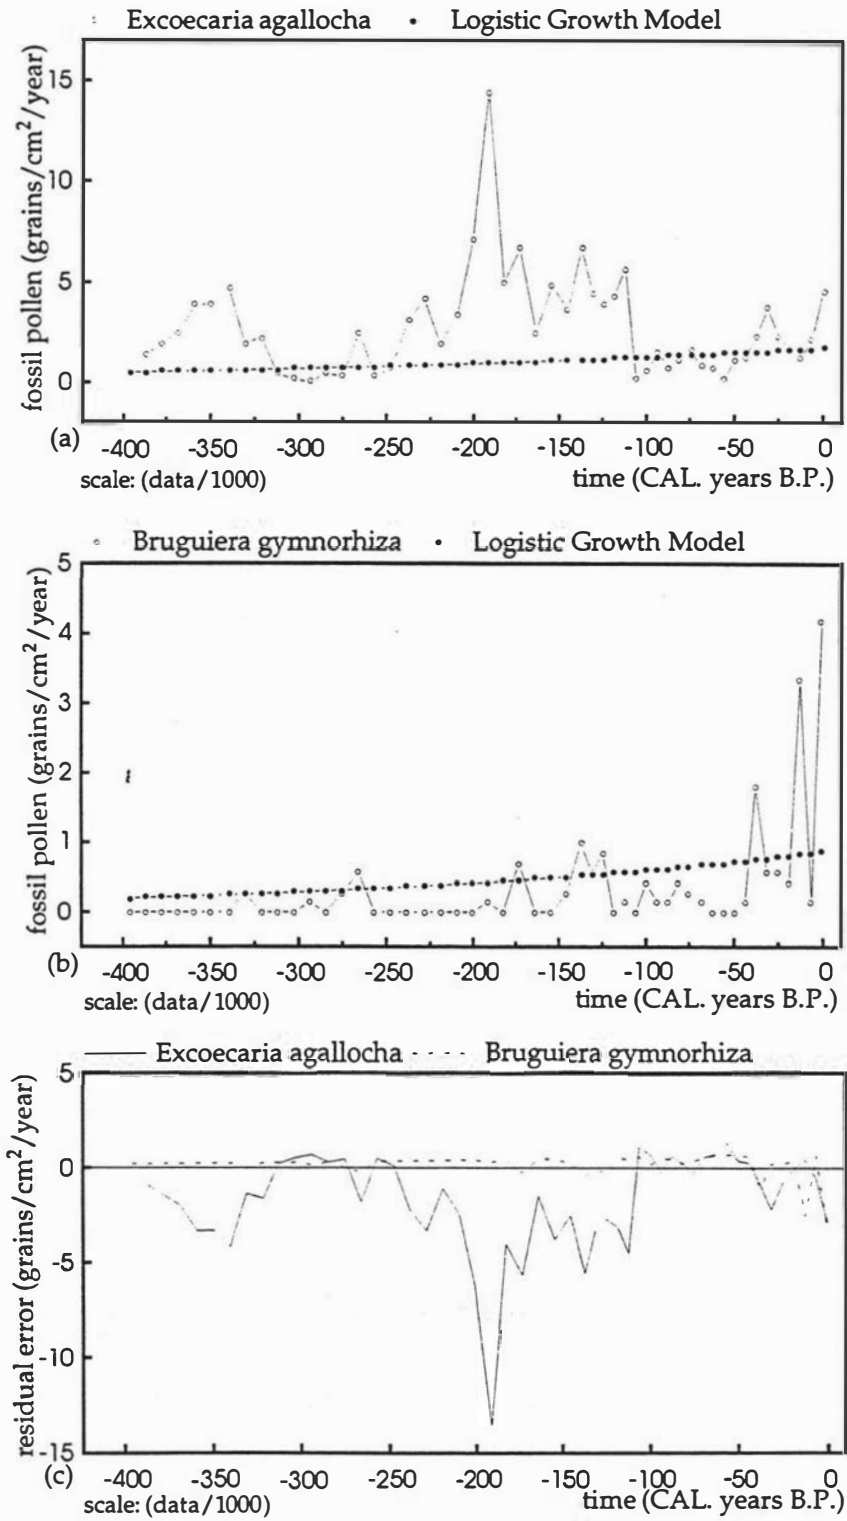 Excoecaria agallocha • Logistic Growth Model
fossil pollen (grains/cm²/year)
15
10
5
0
(a)
-400 -350 -300 -250 -200 -150 -100 -50 0
scale: (data/1000) time (CAL. years B.P.)
Bruguiera gymnorhiza • Logistic Growth Model
fossil pollen (grains/cm²/year)
5
4
3
2
1
0
(b)
-400 -350 -300 -250 -200 -150 -100 -50 0
scale: (data/1000) time (CAL. years B.P.)
Excoecaria agallocha - - - - Bruguiera gymnorhiza
residual error (grains/cm²/year)
5
0
-5
-10
-15
(c)
-400 -350 -300 -250 -200 -150 -100 -50 0
scale: (data/1000) time (CAL. years B.P.)